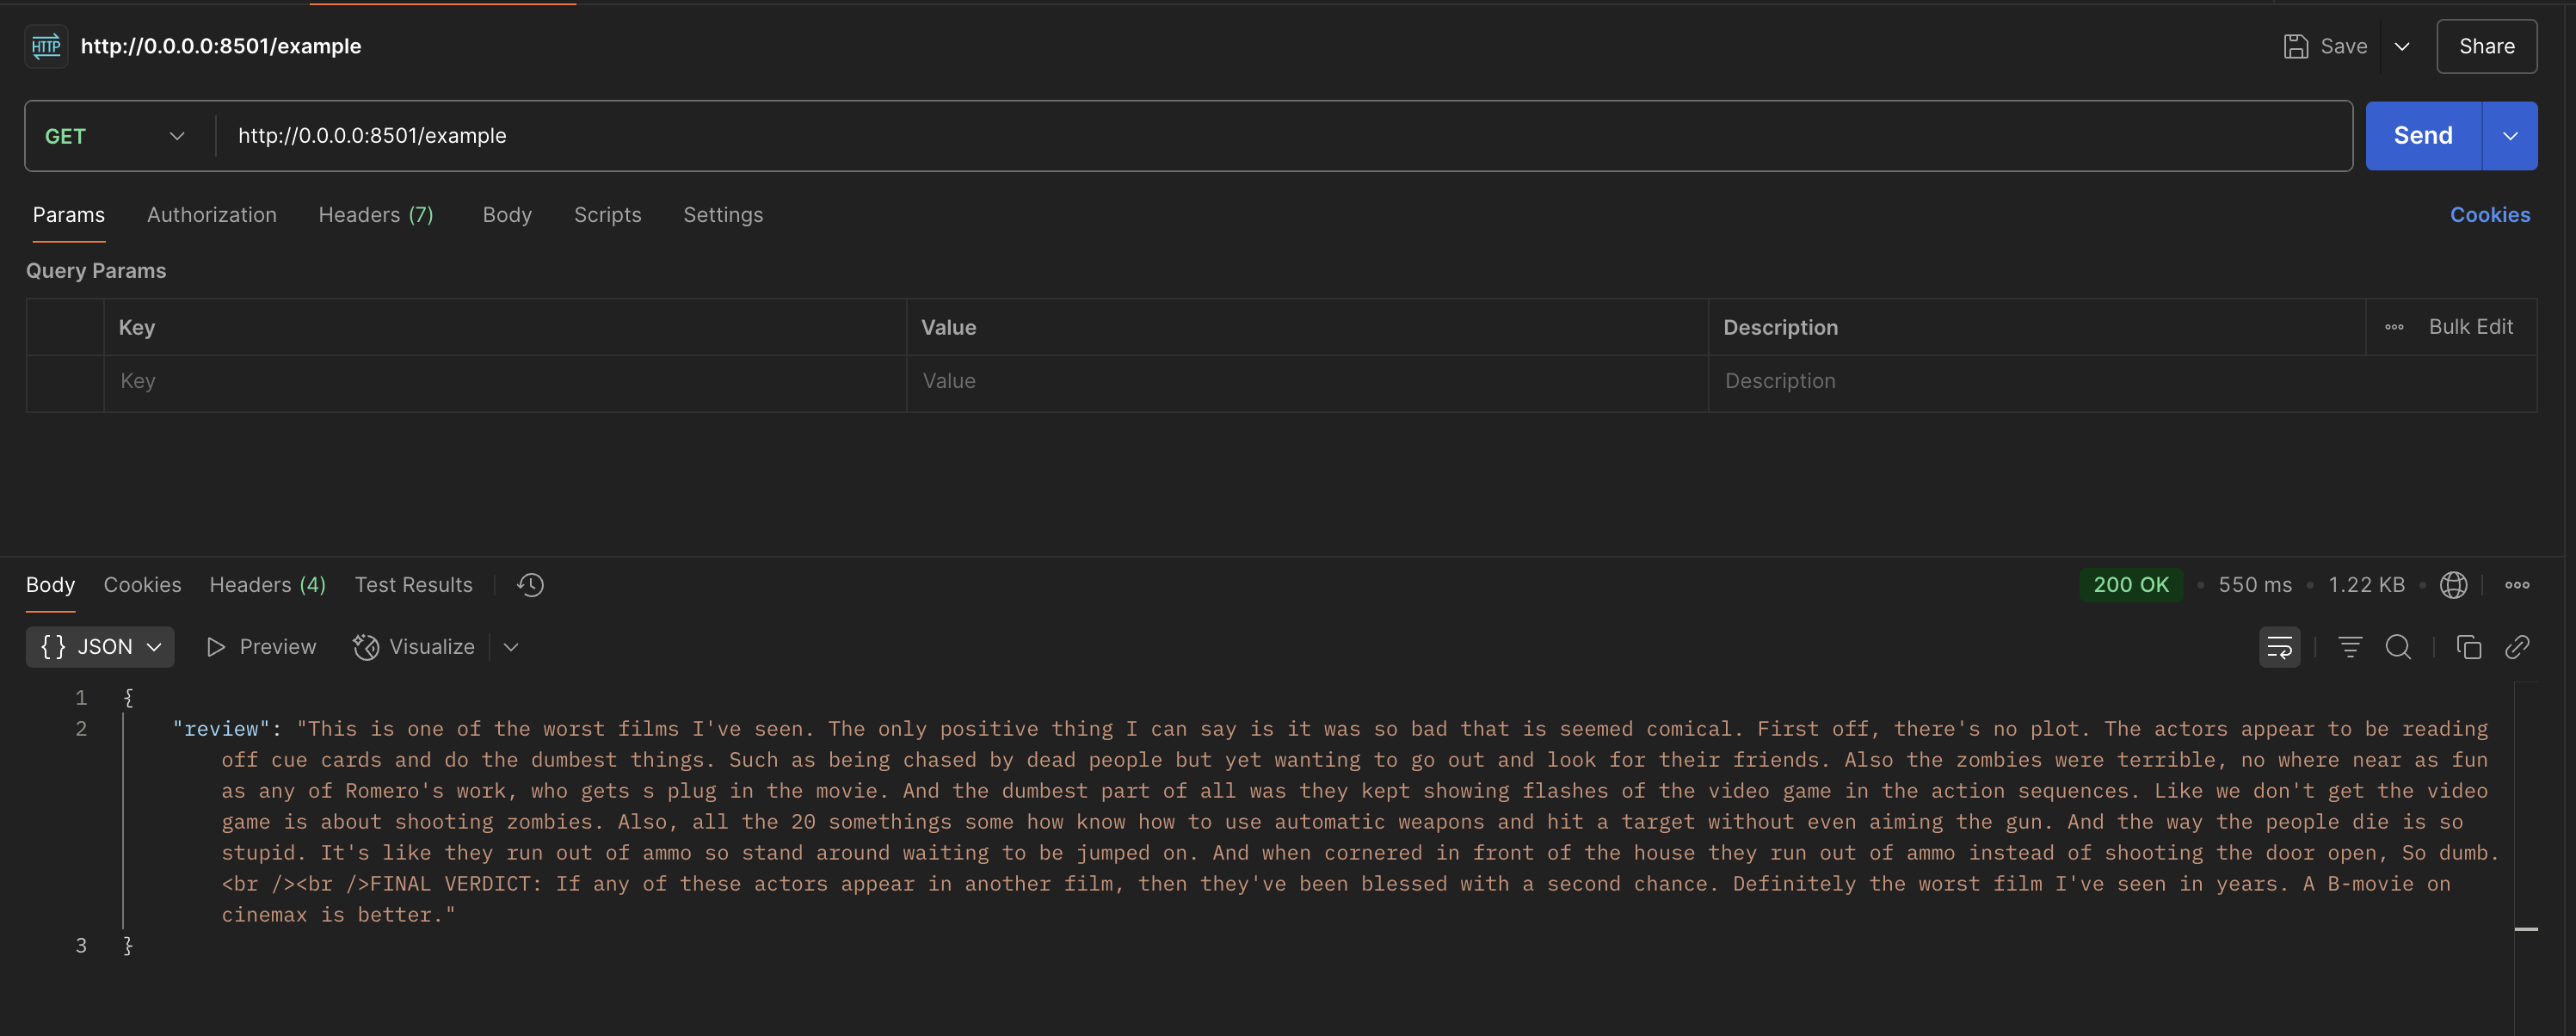 HTTP http://0.0.0.0:8501/example Save Share
GET http://0.0.0.0:8501/example Send
Params Authorization Headers (7) Body Scripts Settings Cookies
Query Params
Key Value Description Bulk Edit
Key Value Description
Body Cookies Headers (4) Test Results 200 OK • 550 ms • 1.22 KB •
{} JSON Preview Visualize
1 {
2 "review": "This is one of the worst films I've seen. The only positive thing I can say is it was so bad that is seemed comical. First off, there's no plot. The actors appear to be reading
off cue cards and do the dumbest things. Such as being chased by dead people but yet wanting to go out and look for their friends. Also the zombies were terrible, no where near as fun
as any of Romero's work, who gets s plug in the movie. And the dumbest part of all was they kept showing flashes of the video game in the action sequences. Like we don't get the video
game is about shooting zombies. Also, all the 20 somethings some how know how to use automatic weapons and hit a target without even aiming the gun. And the way the people die is so
stupid. It's like they run out of ammo so stand around waiting to be jumped on. And when cornered in front of the house they run out of ammo instead of shooting the door open, So dumb.
<br /><br />FINAL VERDICT: If any of these actors appear in another film, then they've been blessed with a second chance. Definitely the worst film I've seen in years. A B-movie on
cinemax is better."
3 }